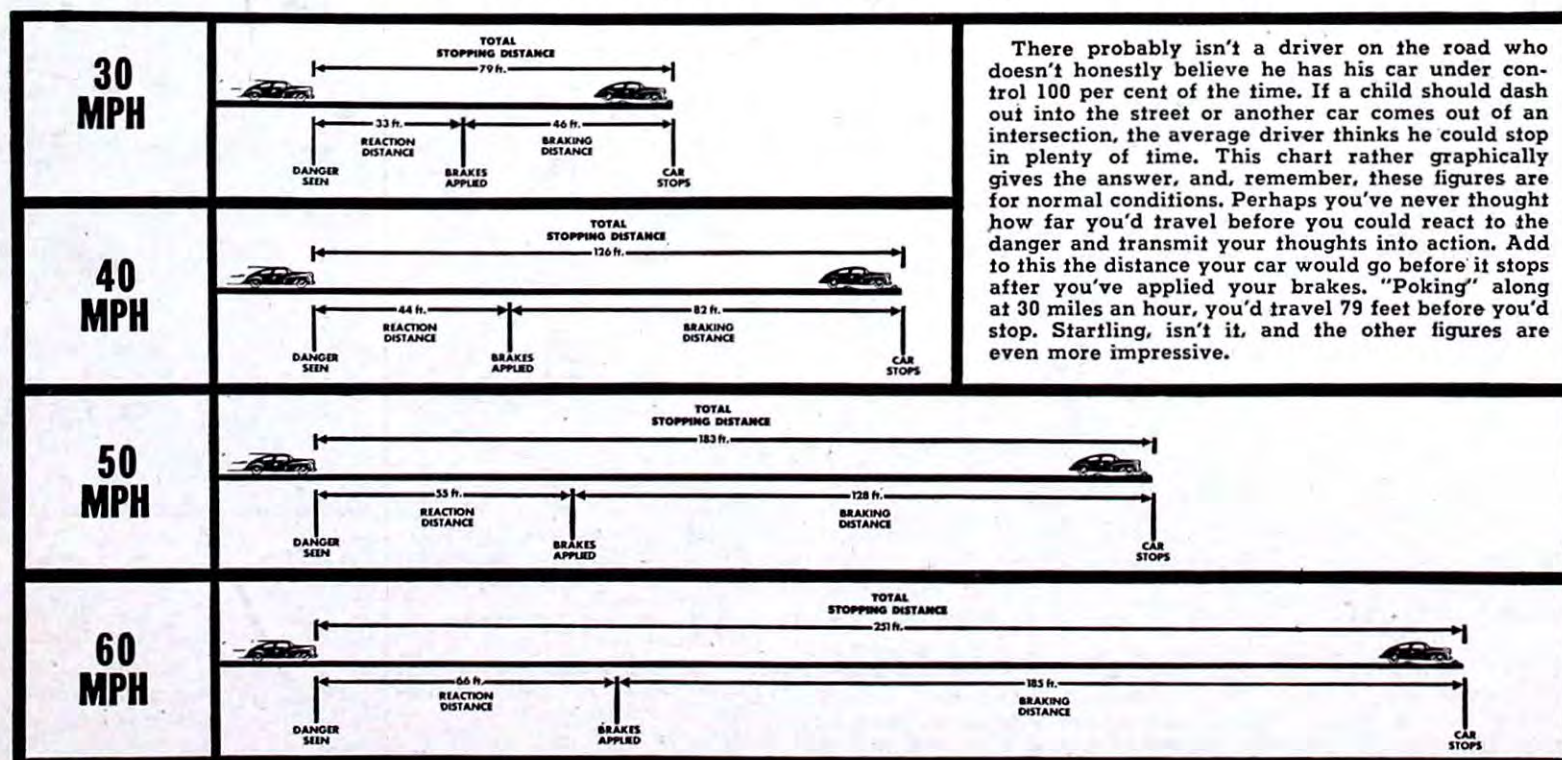 30
MPH
TOTAL
STOPPING DISTANCE
79 ft.
33 ft.
REACTION
DISTANCE
46 ft.
BRAKING
DISTANCE
DANGER
SEEN
BRAKES
APPLIED
CAR
STOPS
There probably isn't a driver on the road who
doesn't honestly believe he has his car under con-
trol 100 per cent of the time. If a child should dash
out into the street or another car comes out of an
intersection, the average driver thinks he could stop
in plenty of time. This chart rather graphically
gives the answer, and, remember, these figures are
for normal conditions. Perhaps you've never thought
how far you'd travel before you could react to the
danger and transmit your thoughts into action. Add
to this the distance your car would go before it stops
after you've applied your brakes. "Poking" along
at 30 miles an hour, you'd travel 79 feet before you'd
stop. Startling, isn't it, and the other figures are
even more impressive.
40
MPH
TOTAL
STOPPING DISTANCE
126 ft.
44 ft.
REACTION
DISTANCE
82 ft.
BRAKING
DISTANCE
DANGER
SEEN
BRAKES
APPLIED
CAR
STOPS
50
MPH
TOTAL
STOPPING DISTANCE
183 ft.
55 ft.
REACTION
DISTANCE
128 ft.
BRAKING
DISTANCE
DANGER
SEEN
BRAKES
APPLIED
CAR
STOPS
60
MPH
TOTAL
STOPPING DISTANCE
251 ft.
66 ft.
REACTION
DISTANCE
185 ft.
BRAKING
DISTANCE
DANGER
SEEN
BRAKES
APPLIED
CAR
STOPS